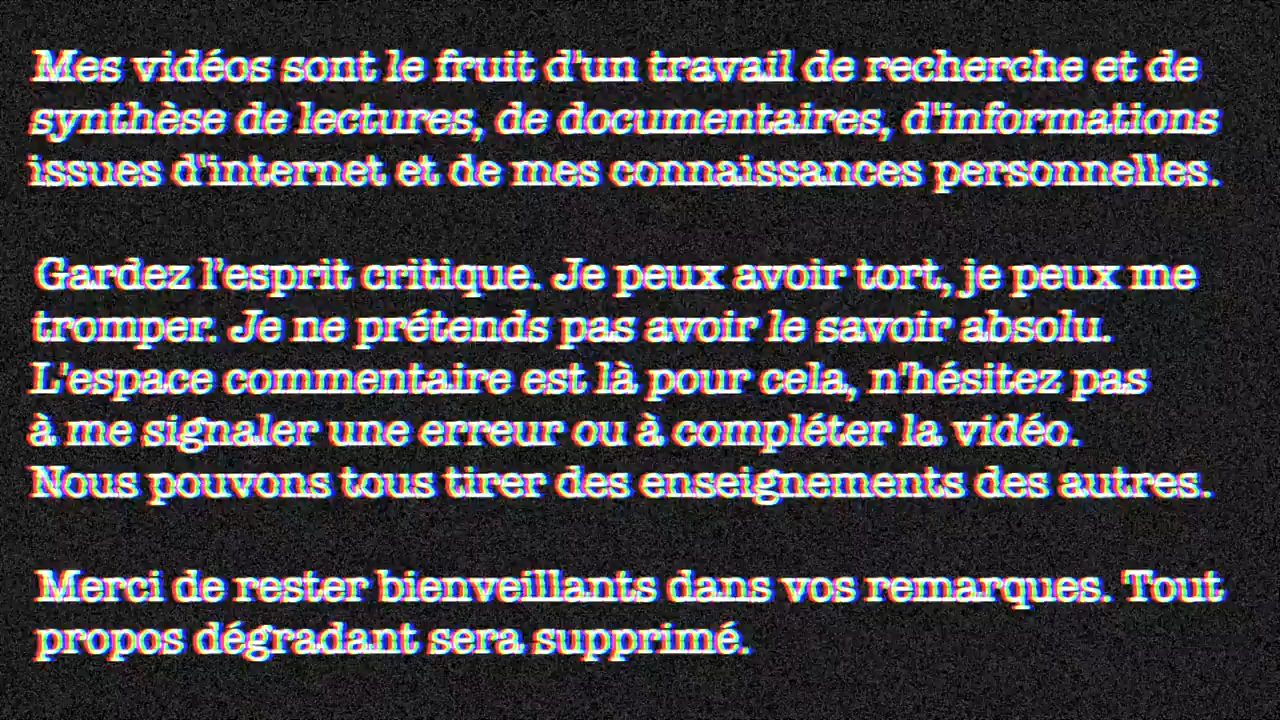 Mes vidéos sont le fruit d'un travail de recherche et de
synthèse de lectures, de documentaires, d'informations
issues d'internet et de mes connaissances personnelles.
Gardez l'esprit critique. Je peux avoir tort, je peux me
tromper. Je ne prétends pas avoir le savoir absolu.
L'espace commentaire est là pour cela, n'hésitez pas
à me signaler une erreur ou à compléter la vidéo.
Nous pouvons tous tirer des enseignements des autres.
Merci de rester bienveillants dans vos remarques. Tout
propos dégradant sera supprimé.